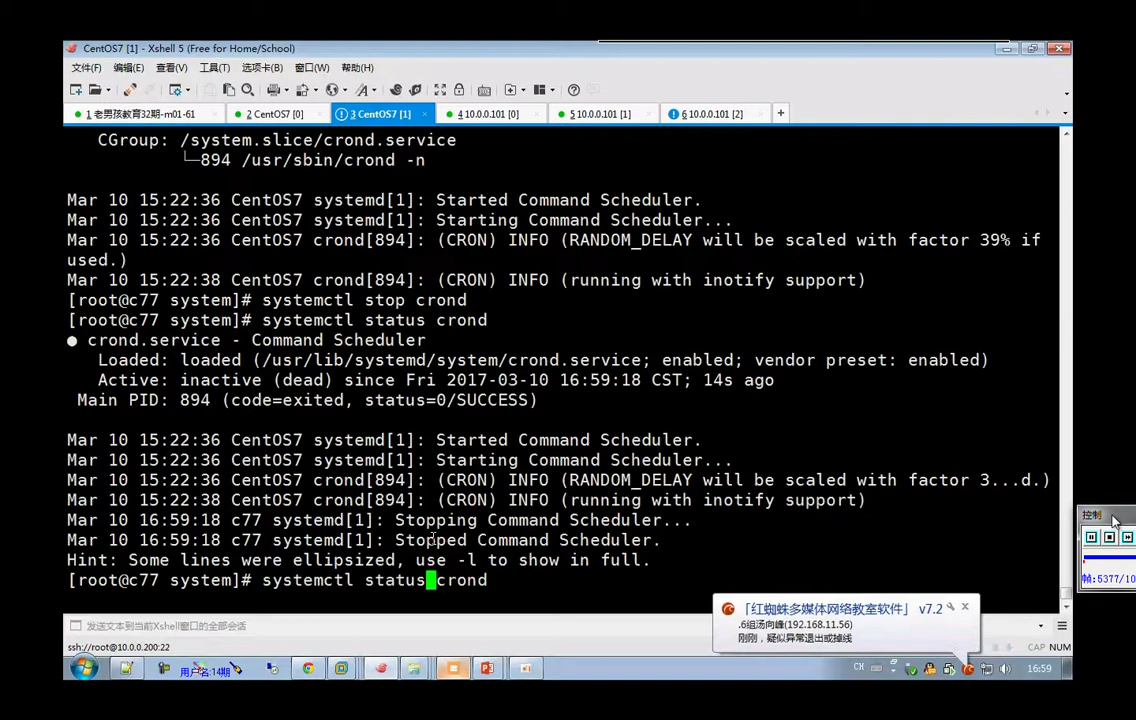 CentOS7 [1] - Xshell 5 (Free for Home/School)
文件(F) 编辑(E) 查看(V) 工具(T) 选项卡(B) 窗口(W) 帮助(H)
1 老男孩教育32期-m01-61 × 2 CentOS7 [0] × 3 CentOS7 [1] × 4 10.0.0.101 [0] × 5 10.0.0.101 [1] × 6 10.0.0.101 [2] × +
CGroup: /system.slice/crond.service
└─894 /usr/sbin/crond -n
Mar 10 15:22:36 CentOS7 systemd[1]: Started Command Scheduler.
Mar 10 15:22:36 CentOS7 systemd[1]: Starting Command Scheduler...
Mar 10 15:22:36 CentOS7 crond[894]: (CRON) INFO (RANDOM_DELAY will be scaled with factor 39% if
used.)
Mar 10 15:22:38 CentOS7 crond[894]: (CRON) INFO (running with inotify support)
[root@c77 system]# systemctl stop crond
[root@c77 system]# systemctl status crond
● crond.service - Command Scheduler
Loaded: loaded (/usr/lib/systemd/system/crond.service; enabled; vendor preset: enabled)
Active: inactive (dead) since Fri 2017-03-10 16:59:18 CST; 14s ago
Main PID: 894 (code=exited, status=0/SUCCESS)
Mar 10 15:22:36 CentOS7 systemd[1]: Started Command Scheduler.
Mar 10 15:22:36 CentOS7 systemd[1]: Starting Command Scheduler...
Mar 10 15:22:36 CentOS7 crond[894]: (CRON) INFO (RANDOM_DELAY will be scaled with factor 3...d.)
Mar 10 15:22:38 CentOS7 crond[894]: (CRON) INFO (running with inotify support)
Mar 10 16:59:18 c77 systemd[1]: Stopping Command Scheduler...
Mar 10 16:59:18 c77 systemd[1]: Stopped Command Scheduler.
Hint: Some lines were ellipsized, use -l to show in full.
[root@c77 system]# systemctl status crond
控制
帧:5377/10
「红蜘蛛多媒体网络教室软件」 v7.2
.6组汤向峰(192.168.11.56)
刚刚，疑似异常退出或掉线
发送文本到当前Xshell窗口的全部会话
ssh://root@10.0.0.200:22
CAP NUM
用户名:14期
CH
16:59